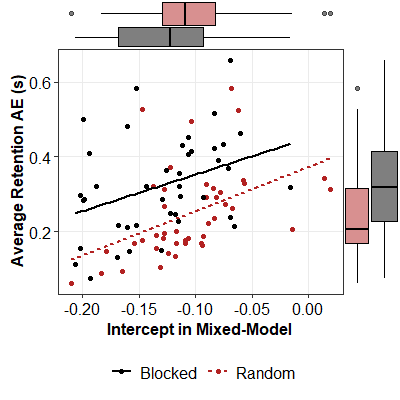 Average Retention AE (s)
0.6
0.4
0.2
-0.20 -0.15 -0.10 -0.05 0.00
Intercept in Mixed-Model
Blocked Random